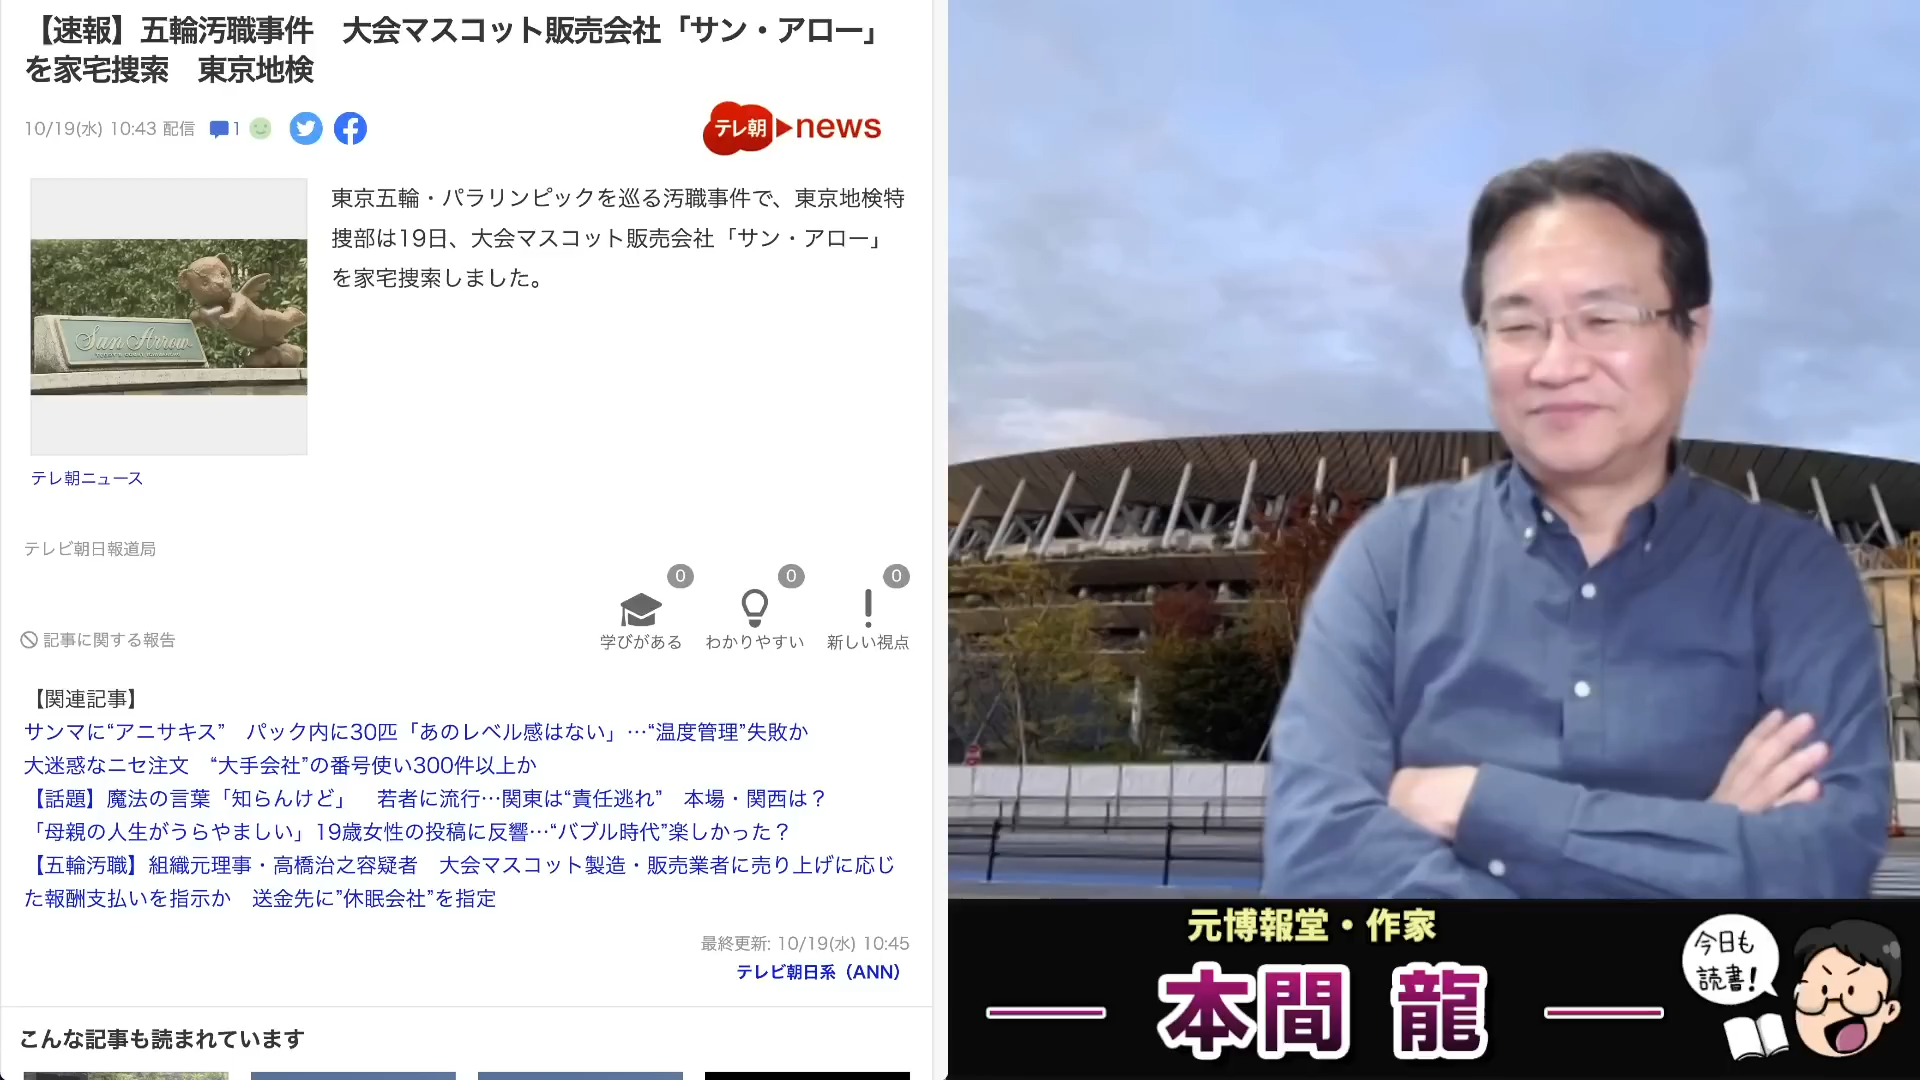 【速報】五輪汚職事件　大会マスコット販売会社「サン・アロー」
を家宅捜索　東京地検
10/19(水) 10:43 配信
1
テレ朝 news
Sun Arrow
東京五輪・パラリンピックを巡る汚職事件で、東京地検特
捜部は19日、大会マスコット販売会社「サン・アロー」
を家宅捜索しました。
テレ朝ニュース
テレビ朝日報道局
0
0
0
学びがある
わかりやすい
新しい視点
記事に関する報告
【関連記事】
サンマに“アニサキス”　パック内に30匹「あのレベル感はない」…“温度管理”失敗か
大迷惑なニセ注文　“大手会社”の番号使い300件以上か
【話題】魔法の言葉「知らんけど」　若者に流行…関東は“責任逃れ”　本場・関西は？
「母親の人生がうらやましい」19歳女性の投稿に反響…“バブル時代”楽しかった？
【五輪汚職】組織元理事・高橋治之容疑者　大会マスコット製造・販売業者に売り上げに応じ
た報酬支払いを指示か　送金先に”休眠会社”を指定
最終更新: 10/19(水) 10:45
テレビ朝日系（ANN）
こんな記事も読まれています
元博報堂・作家
本間 龍
今日も
読書!